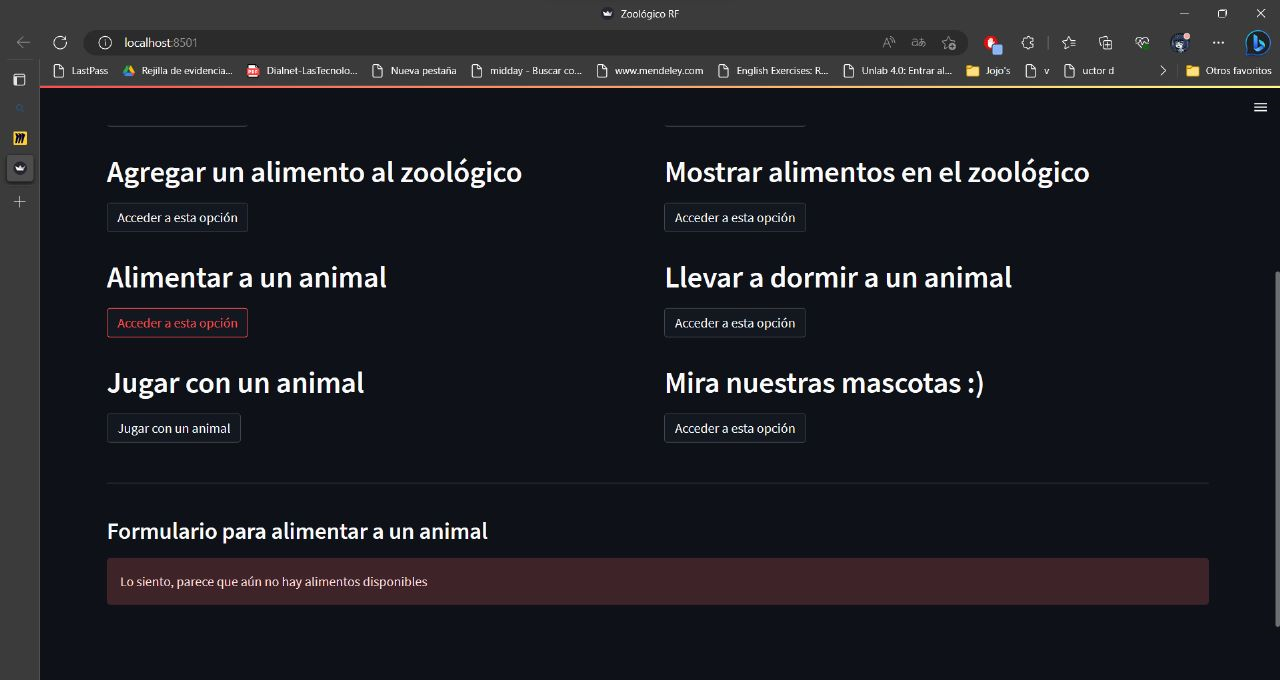 Zoológico RF
localhost:8501
LastPass
Rejilla de evidencia...
Dialnet-LasTecnolo...
Nueva pestaña
midday - Buscar co...
www.mendeley.com
English Exercises: R...
Unlab 4.0: Entrar al...
Jojo's
v
uctor d
Otros favoritos
Agregar un alimento al zoológico
Mostrar alimentos en el zoológico
Acceder a esta opción
Acceder a esta opción
Alimentar a un animal
Llevar a dormir a un animal
Acceder a esta opción
Acceder a esta opción
Jugar con un animal
Mira nuestras mascotas :)
Jugar con un animal
Acceder a esta opción
Formulario para alimentar a un animal
Lo siento, parece que aún no hay alimentos disponibles